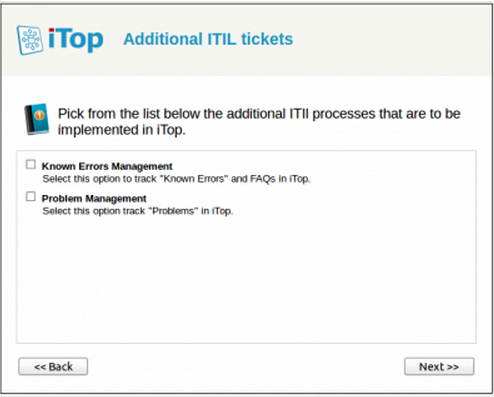 iTop Additional ITIL tickets
Pick from the list below the additional ITIl processes that are to be
implemented in iTop.
Known Errors Management
Select this option to track "Known Errors" and FAQs in iTop.
Problem Management
Select this option track "Problems" in iTop.
<< Back Next >>